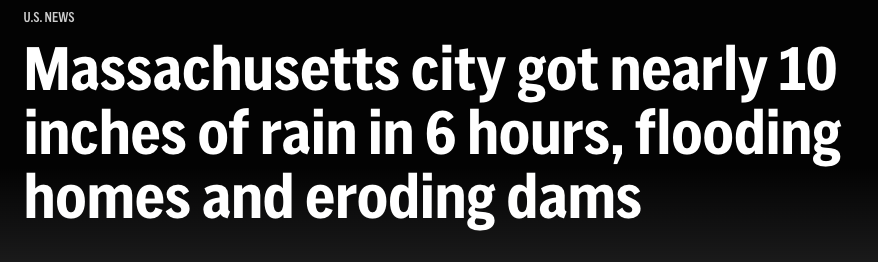 U.S. NEWS
Massachusetts city got nearly 10
inches of rain in 6 hours, flooding
homes and eroding dams